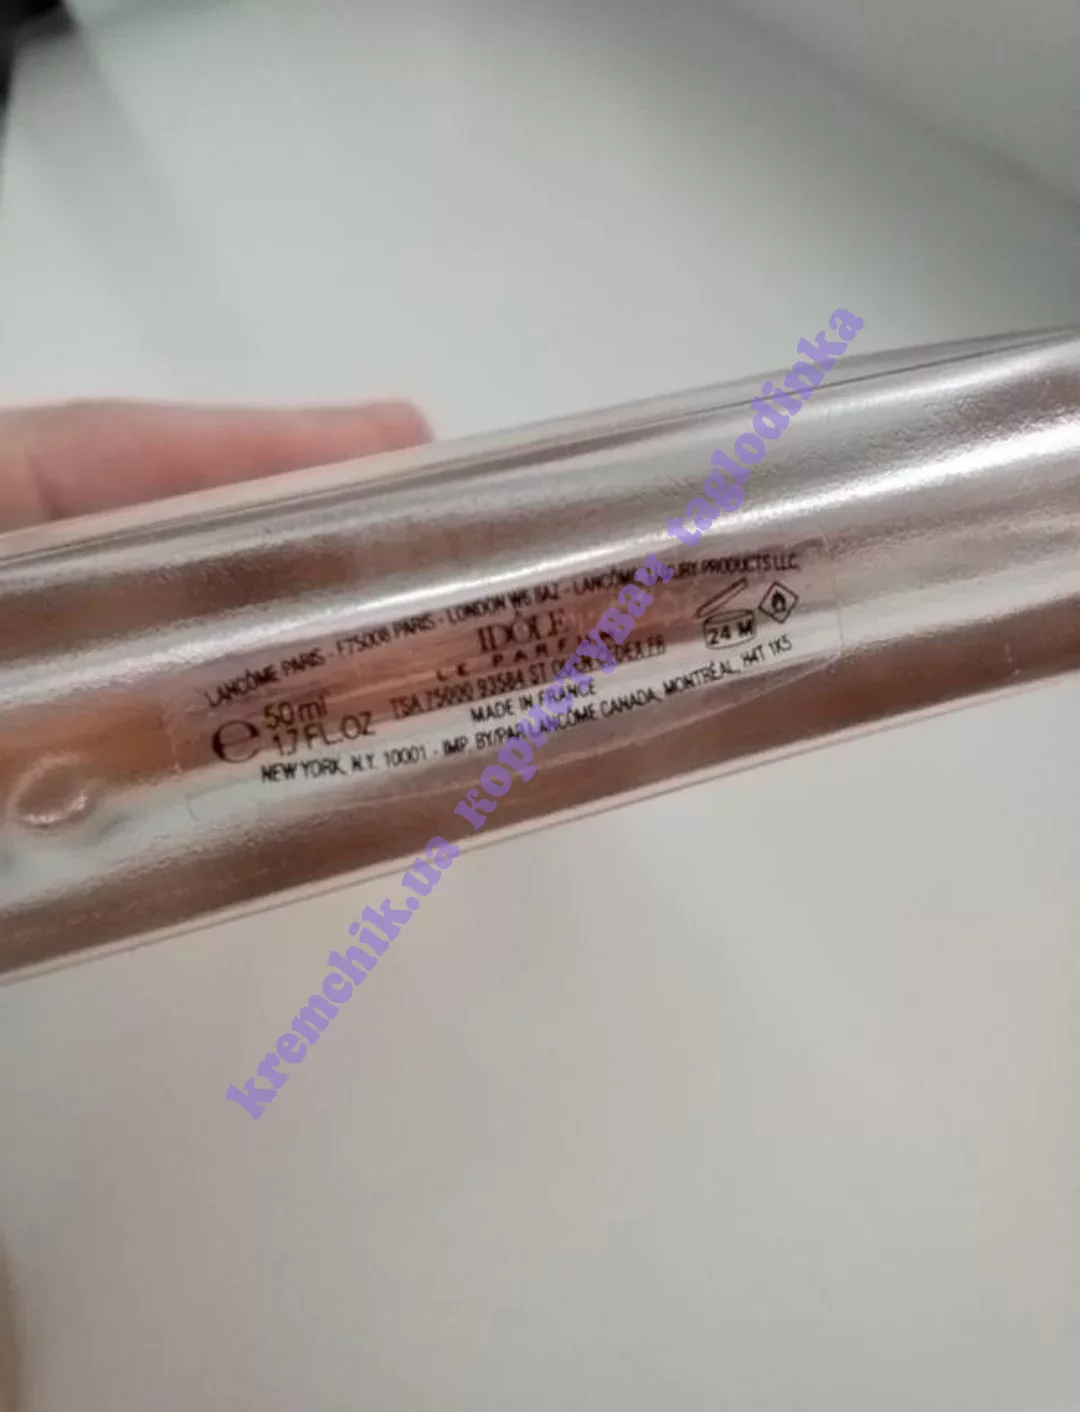 LANCÔME PARIS - F75008 PARIS - LONDON W6 8AZ - LANCÔME LUXURY PRODUCTS LLC
IDÔLE
LE PARFUM
e 50 ml
1.7 FL.OZ
TSA 75000 93584 ST OUEN CEDEX FR
MADE IN FRANCE
24 M
NEW YORK, N.Y. 10001 - IMP. BY/PAR LANCÔME CANADA, MONTRÉAL, H4T 1K5
kremchik.ua користувач taglodinka